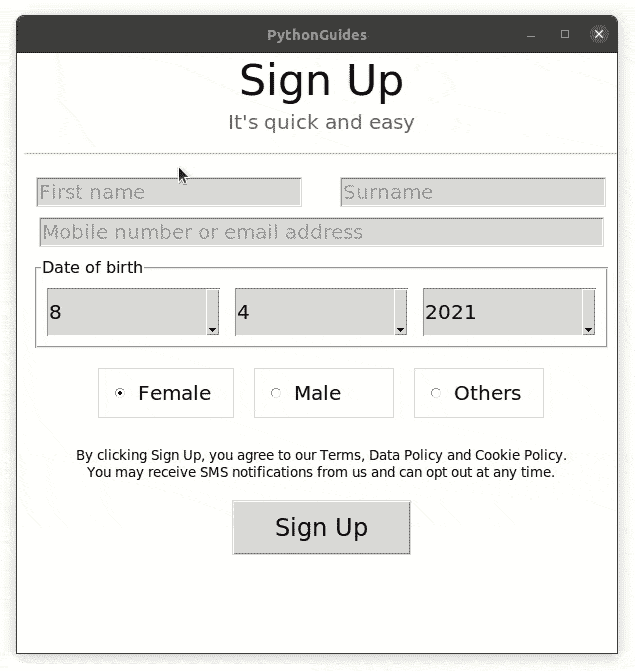 PythonGuides
Sign Up
It's quick and easy
First name Surname
Mobile number or email address
Date of birth
8 4 2021
Female Male Others
By clicking Sign Up, you agree to our Terms, Data Policy and Cookie Policy.
You may receive SMS notifications from us and can opt out at any time.
Sign Up